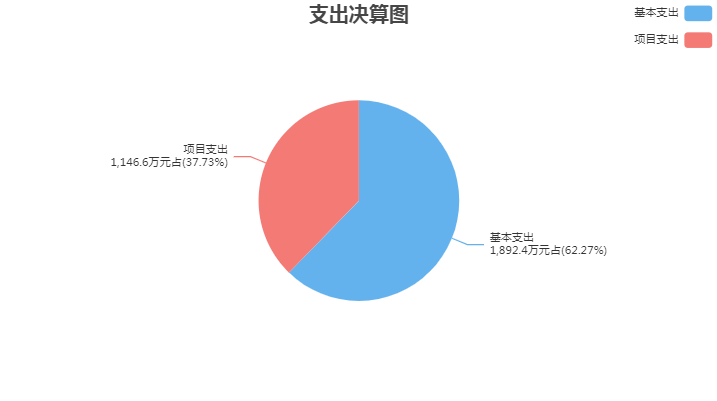 支出决算图
基本支出
项目支出
项目支出
1,146.6万元占(37.73%)
基本支出
1,892.4万元占(62.27%)